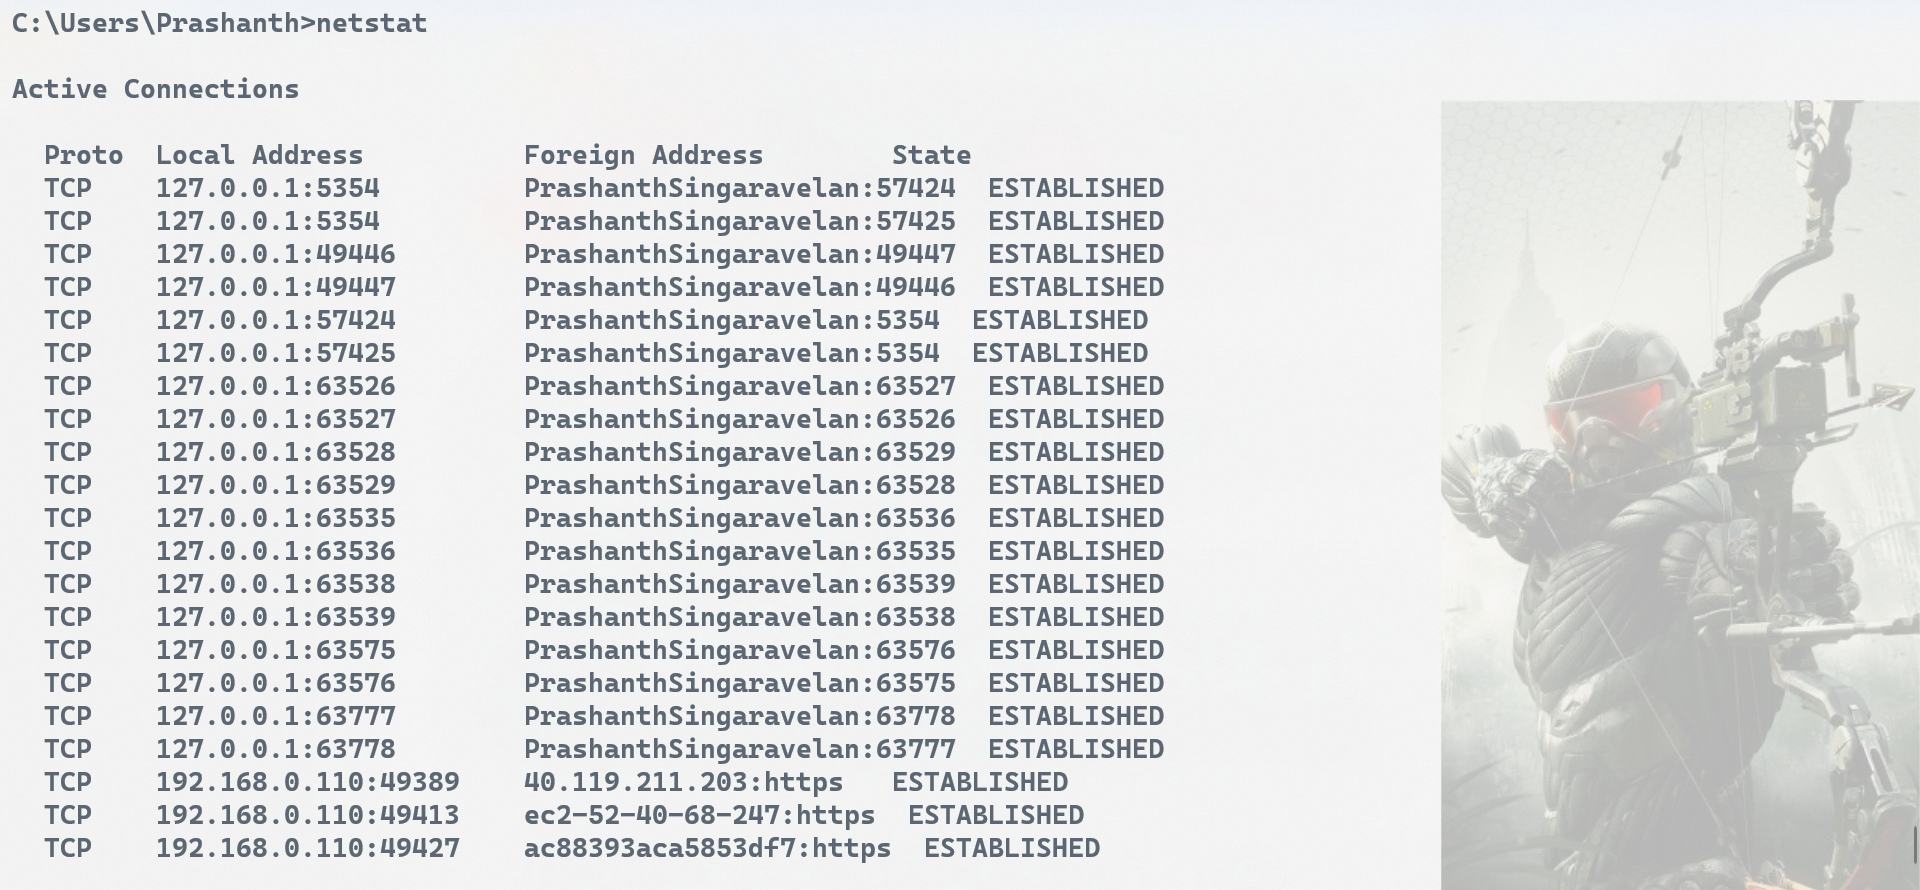 C:\Users\Prashanth>netstat
Active Connections
Proto  Local Address          Foreign Address        State
TCP    127.0.0.1:5354         PrashanthSingaravelan:57424  ESTABLISHED
TCP    127.0.0.1:5354         PrashanthSingaravelan:57425  ESTABLISHED
TCP    127.0.0.1:49446        PrashanthSingaravelan:49447  ESTABLISHED
TCP    127.0.0.1:49447        PrashanthSingaravelan:49446  ESTABLISHED
TCP    127.0.0.1:57424        PrashanthSingaravelan:5354  ESTABLISHED
TCP    127.0.0.1:57425        PrashanthSingaravelan:5354  ESTABLISHED
TCP    127.0.0.1:63526        PrashanthSingaravelan:63527  ESTABLISHED
TCP    127.0.0.1:63527        PrashanthSingaravelan:63526  ESTABLISHED
TCP    127.0.0.1:63528        PrashanthSingaravelan:63529  ESTABLISHED
TCP    127.0.0.1:63529        PrashanthSingaravelan:63528  ESTABLISHED
TCP    127.0.0.1:63535        PrashanthSingaravelan:63536  ESTABLISHED
TCP    127.0.0.1:63536        PrashanthSingaravelan:63535  ESTABLISHED
TCP    127.0.0.1:63538        PrashanthSingaravelan:63539  ESTABLISHED
TCP    127.0.0.1:63539        PrashanthSingaravelan:63538  ESTABLISHED
TCP    127.0.0.1:63575        PrashanthSingaravelan:63576  ESTABLISHED
TCP    127.0.0.1:63576        PrashanthSingaravelan:63575  ESTABLISHED
TCP    127.0.0.1:63777        PrashanthSingaravelan:63778  ESTABLISHED
TCP    127.0.0.1:63778        PrashanthSingaravelan:63777  ESTABLISHED
TCP    192.168.0.110:49389    40.119.211.203:https   ESTABLISHED
TCP    192.168.0.110:49413    ec2-52-40-68-247:https  ESTABLISHED
TCP    192.168.0.110:49427    ac88393aca5853df7:https  ESTABLISHED